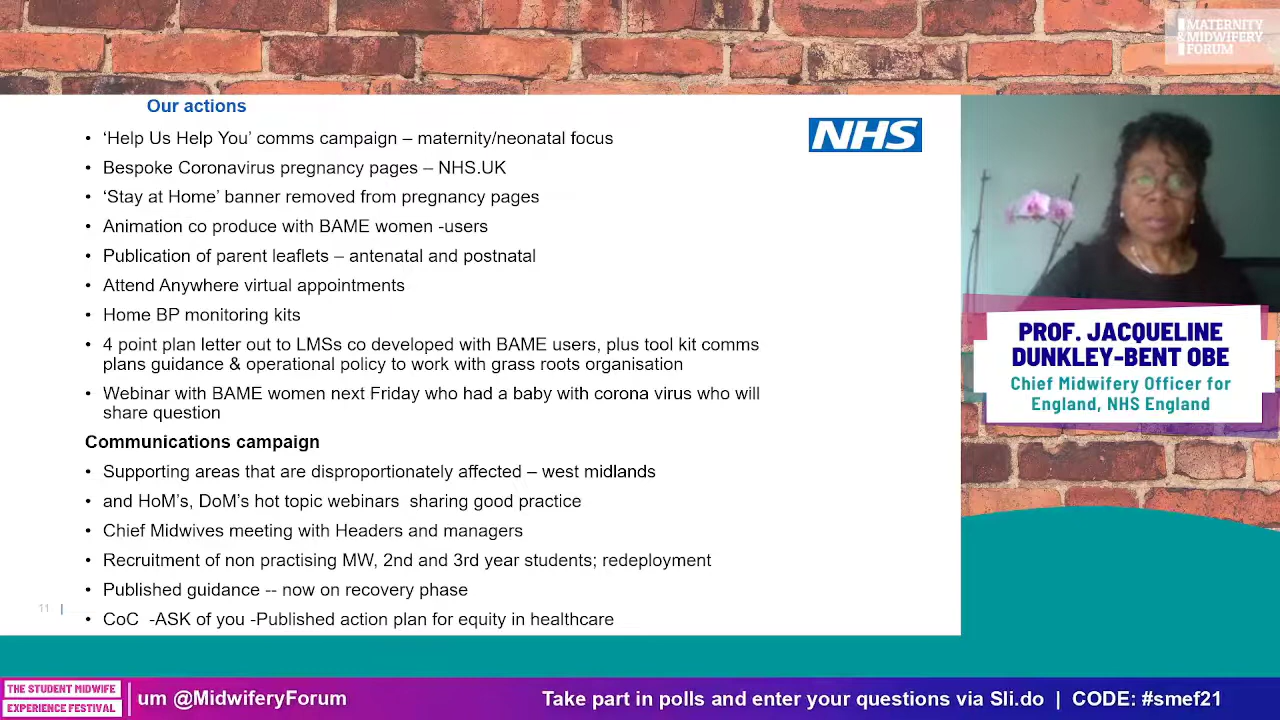 MATERNITY
& MIDWIFERY
FORUM
Our actions
NHS
• ‘Help Us Help You’ comms campaign – maternity/neonatal focus
• Bespoke Coronavirus pregnancy pages – NHS.UK
• ‘Stay at Home’ banner removed from pregnancy pages
• Animation co produce with BAME women -users
• Publication of parent leaflets – antenatal and postnatal
• Attend Anywhere virtual appointments
• Home BP monitoring kits
• 4 point plan letter out to LMSs co developed with BAME users, plus tool kit comms
plans guidance & operational policy to work with grass roots organisation
• Webinar with BAME women next Friday who had a baby with corona virus who will
share question
Communications campaign
• Supporting areas that are disproportionately affected – west midlands
• and HoM’s, DoM’s hot topic webinars  sharing good practice
• Chief Midwives meeting with Headers and managers
• Recruitment of non practising MW, 2nd and 3rd year students; redeployment
• Published guidance -- now on recovery phase
• CoC  -ASK of you -Published action plan for equity in healthcare
11 |
PROF. JACQUELINE
DUNKLEY-BENT OBE
Chief Midwifery Officer for
England, NHS England
THE STUDENT MIDWIFE
EXPERIENCE FESTIVAL
um @MidwiferyForum
Take part in polls and enter your questions via Sli.do | CODE: #smef21